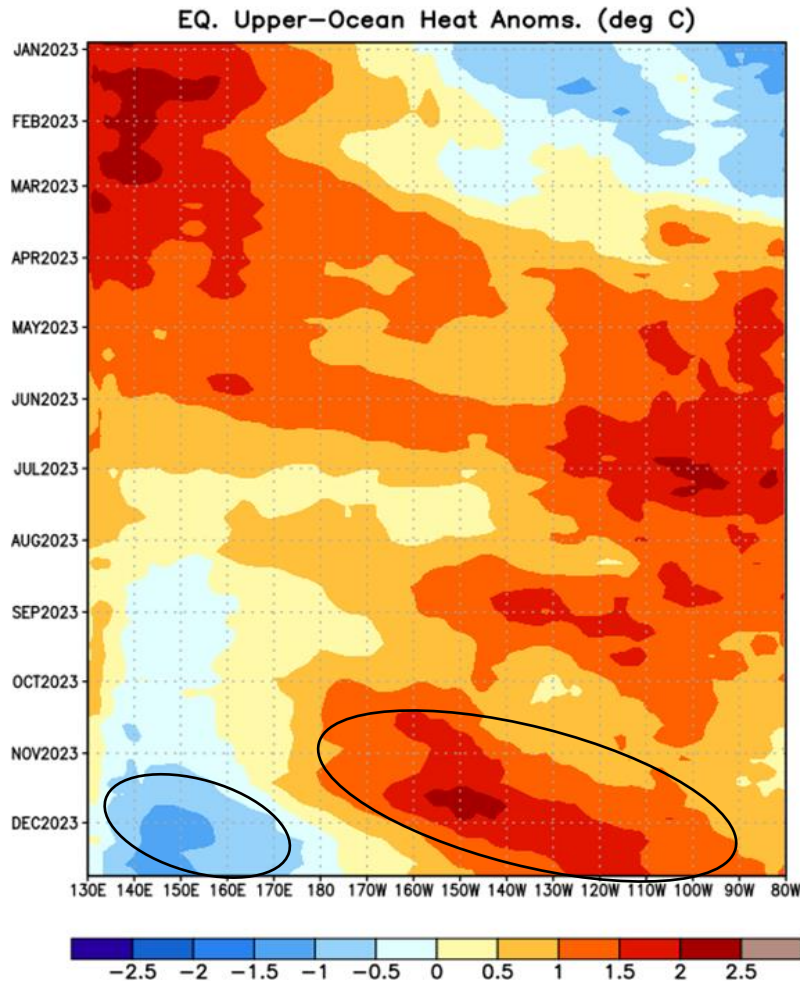 EQ. Upper-Ocean Heat Anoms. (deg C)
JAN2023
FEB2023
MAR2023
APR2023
MAY2023
JUN2023
JUL2023
AUG2023
SEP2023
OCT2023
NOV2023
DEC2023
130E 140E 150E 160E 170E 180 170W 160W 150W 140W 130W 120W 110W 100W 90W 80W
-2.5 -2 -1.5 -1 -0.5 0 0.5 1 1.5 2 2.5